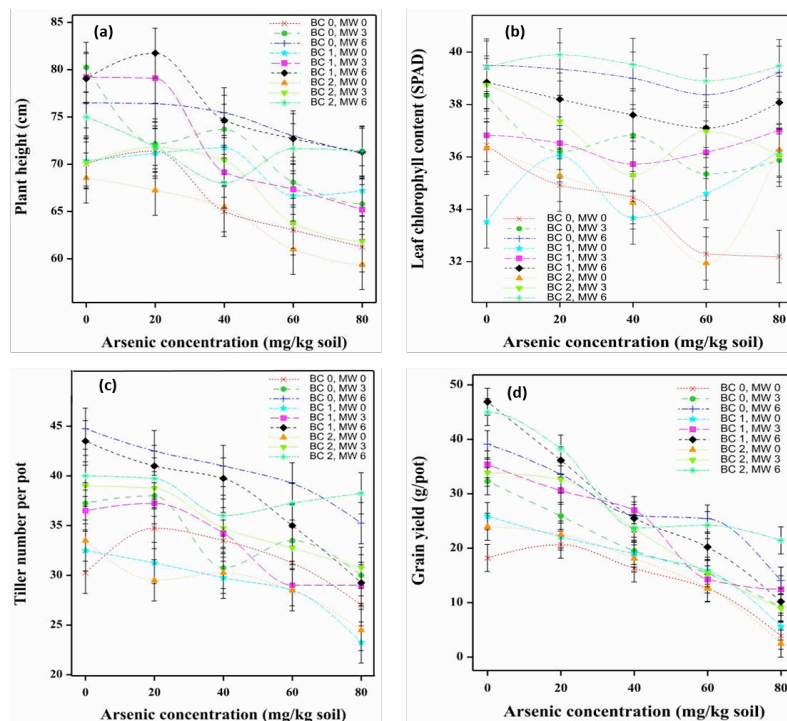 (a)
BC 0, MW 0
BC 0, MW 3
BC 0, MW 6
BC 1, MW 0
BC 1, MW 3
BC 1, MW 6
BC 2, MW 0
BC 2, MW 3
BC 2, MW 6
85
80
75
70
65
60
Plant height (cm)
0 20 40 60 80
Arsenic concentration (mg/kg soil)
(b)
40
38
36
34
32
Leaf chlorophyll content (SPAD)
BC 0, MW 0
BC 0, MW 3
BC 0, MW 6
BC 1, MW 0
BC 1, MW 3
BC 1, MW 6
BC 2, MW 0
BC 2, MW 3
BC 2, MW 6
0 20 40 60 80
Arsenic concentration (mg/kg soil)
(c)
BC 0, MW 0
BC 0, MW 3
BC 0, MW 6
BC 1, MW 0
BC 1, MW 3
BC 1, MW 6
BC 2, MW 0
BC 2, MW 3
BC 2, MW 6
45
40
35
30
25
20
Tiller number per pot
0 20 40 60 80
Arsenic concentration (mg/kg soil)
(d)
BC 0, MW 0
BC 0, MW 3
BC 0, MW 6
BC 1, MW 0
BC 1, MW 3
BC 1, MW 6
BC 2, MW 0
BC 2, MW 3
BC 2, MW 6
50
40
30
20
10
0
Grain yield (g/pot)
0 20 40 60 80
Arsenic concentration (mg/kg soil)